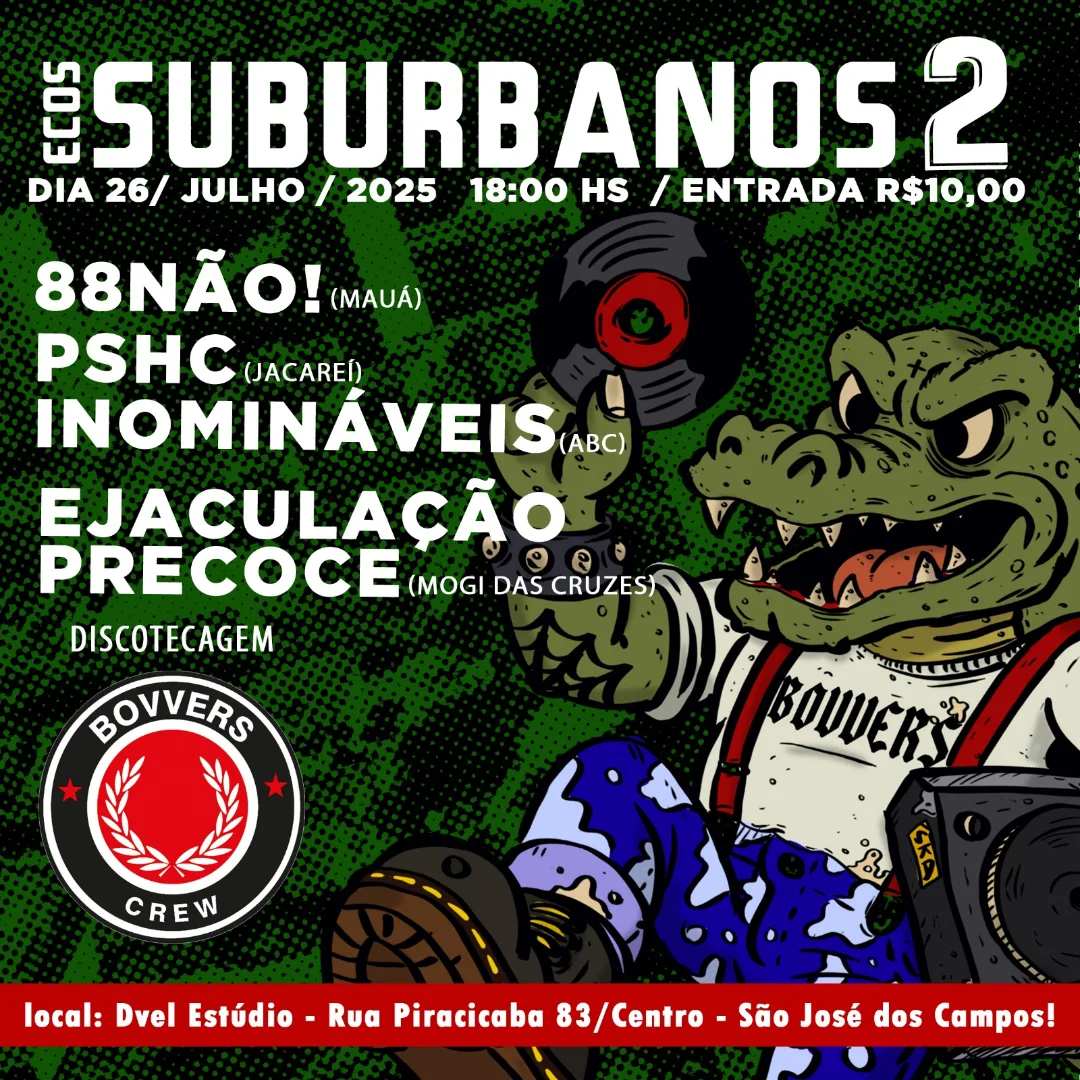 ECOS SUBURBANOS 2
DIA 26/ JULHO / 2025 18:00 HS / ENTRADA R$10,00
88NÃO! (MAUÁ)
PSHC (JACAREÍ)
INOMINÁVEIS (ABC)
EJACULAÇÃO
PRECOCE (MOGI DAS CRUZES)
DISCOTECAGEM
BOVVERS
CREW
BOVVERS
SKD
local: Dvel Estúdio - Rua Piracicaba 83/Centro - São José dos Campos!